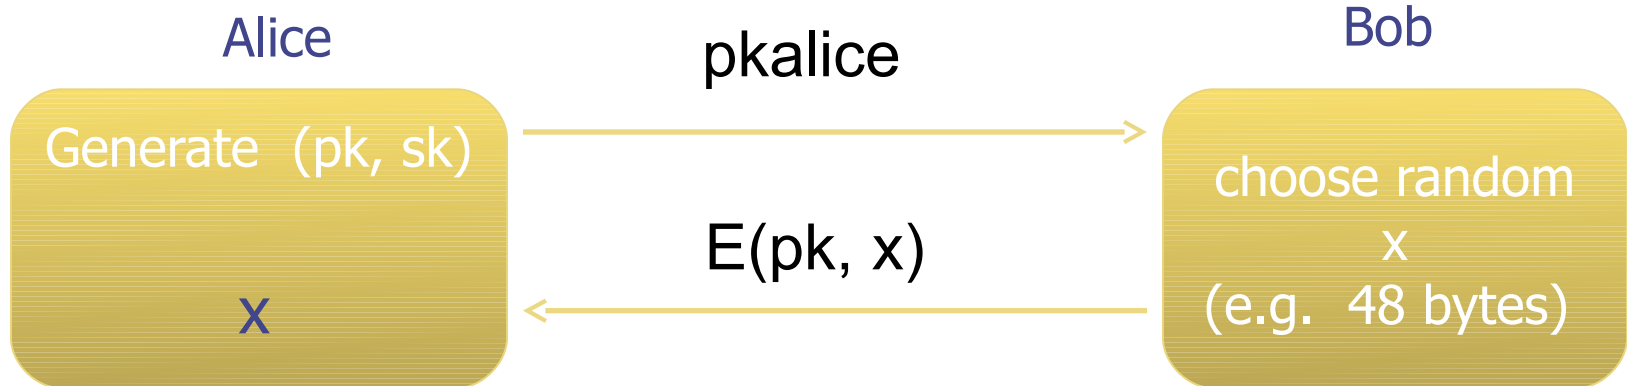 Alice
Bob
pkalice
Generate (pk, sk)
choose random
x
(e.g. 48 bytes)
E(pk, x)
x